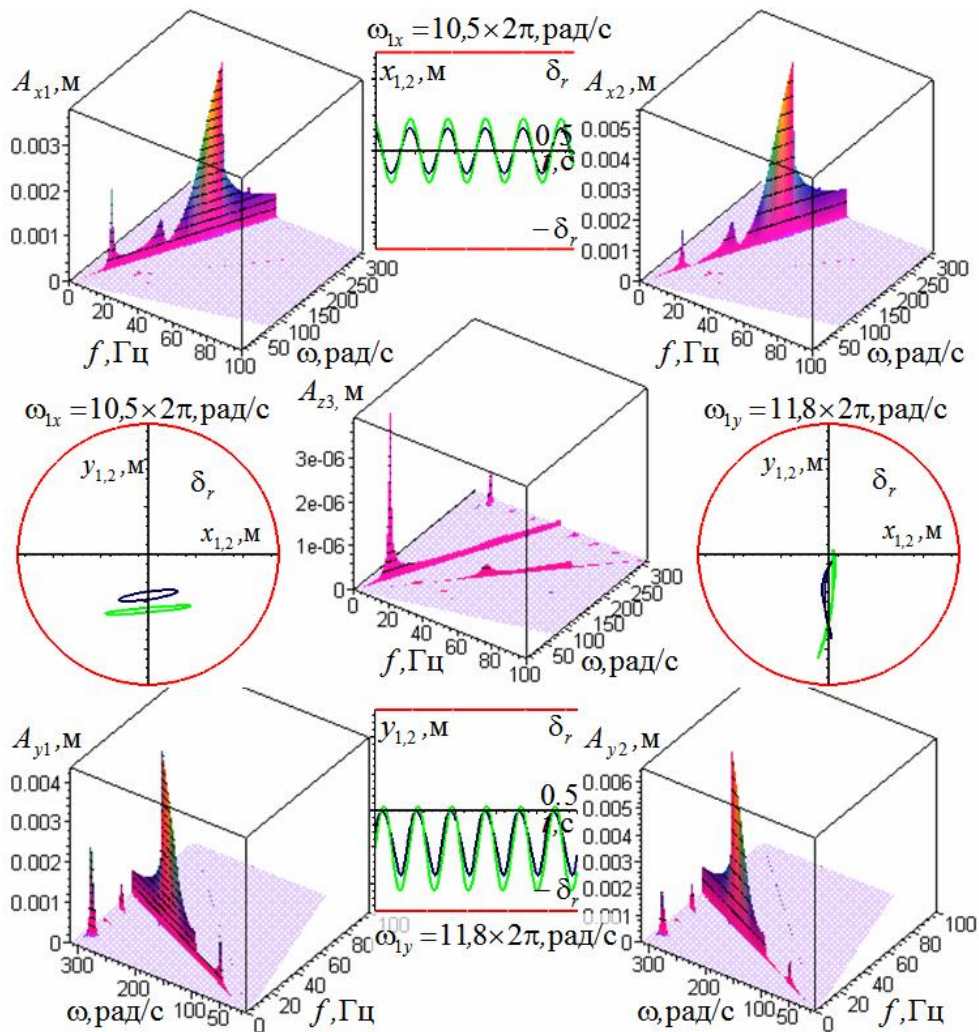 ω1x = 10,5×2π, рад/с
Ax1, м
0.003
0.002
0.001
0
0
20
40
60
80
100
f, Гц
50
100
150
200
250
300
ω, рад/с
x1,2, м
δr
0.5
t, с
−δr
Ax2, м
0.005
0.004
0.003
0.002
0.001
0
0
20
40
60
80
100
f, Гц
50
100
150
200
250
300
ω, рад/с
ω1x = 10,5×2π, рад/с
y1,2, м
δr
x1,2, м
Az3, м
3e-06
2e-06
1e-06
0
0
20
40
60
80
100
f, Гц
50
100
150
200
250
300
ω, рад/с
ω1y = 11,8×2π, рад/с
y1,2, м
δr
x1,2, м
Ay1, м
0.004
0.003
0.002
0.001
0
300
200
100
50
ω, рад/с
0
20
40
60
80
100
f, Гц
y1,2, м
δr
0.5
t, с
−δr
ω1y = 11,8×2π, рад/с
Ay2, м
0.006
0.005
0.004
0.003
0.002
0.001
0
300
200
100
50
ω, рад/с
0
20
40
60
80
100
f, Гц